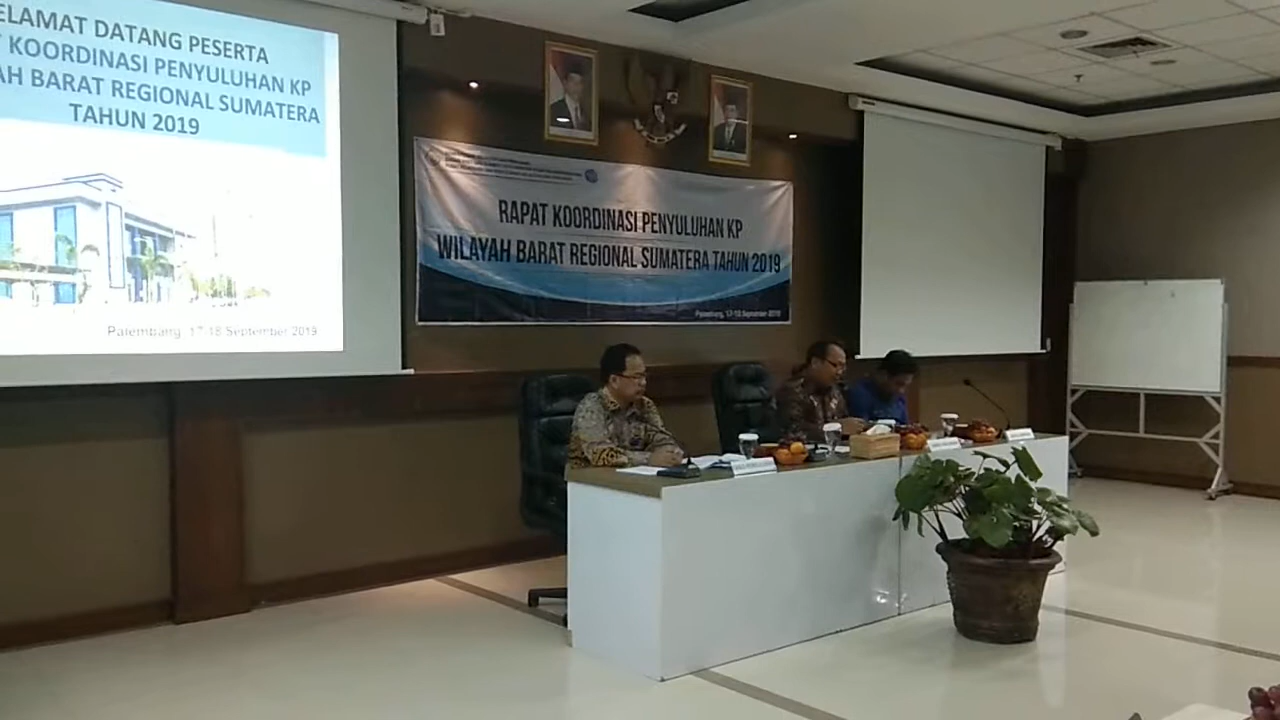 ELAMAT DATANG PESERTA
KOORDINASI PENYULUHAN KP
AH BARAT REGIONAL SUMATERA
TAHUN 2019
Palembang, 17-18 September 2019
RAPAT KOORDINASI PENYULUHAN KP
WILAYAH BARAT REGIONAL SUMATERA TAHUN 2019
Palembang, 17-18 September 2019